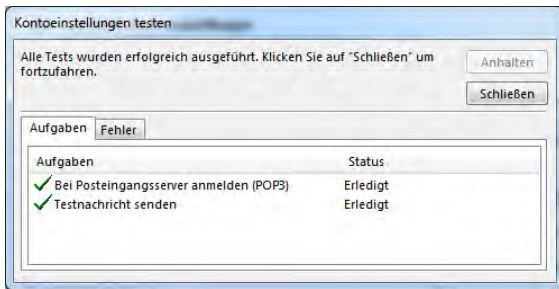 Kontoeinstellungen testen
Alle Tests wurden erfolgreich ausgeführt. Klicken Sie auf "Schließen" um
fortzufahren.
Anhalten
Schließen
Aufgaben Fehler
Aufgaben Status
Bei Posteingangsserver anmelden (POP3) Erledigt
Testnachricht senden Erledigt